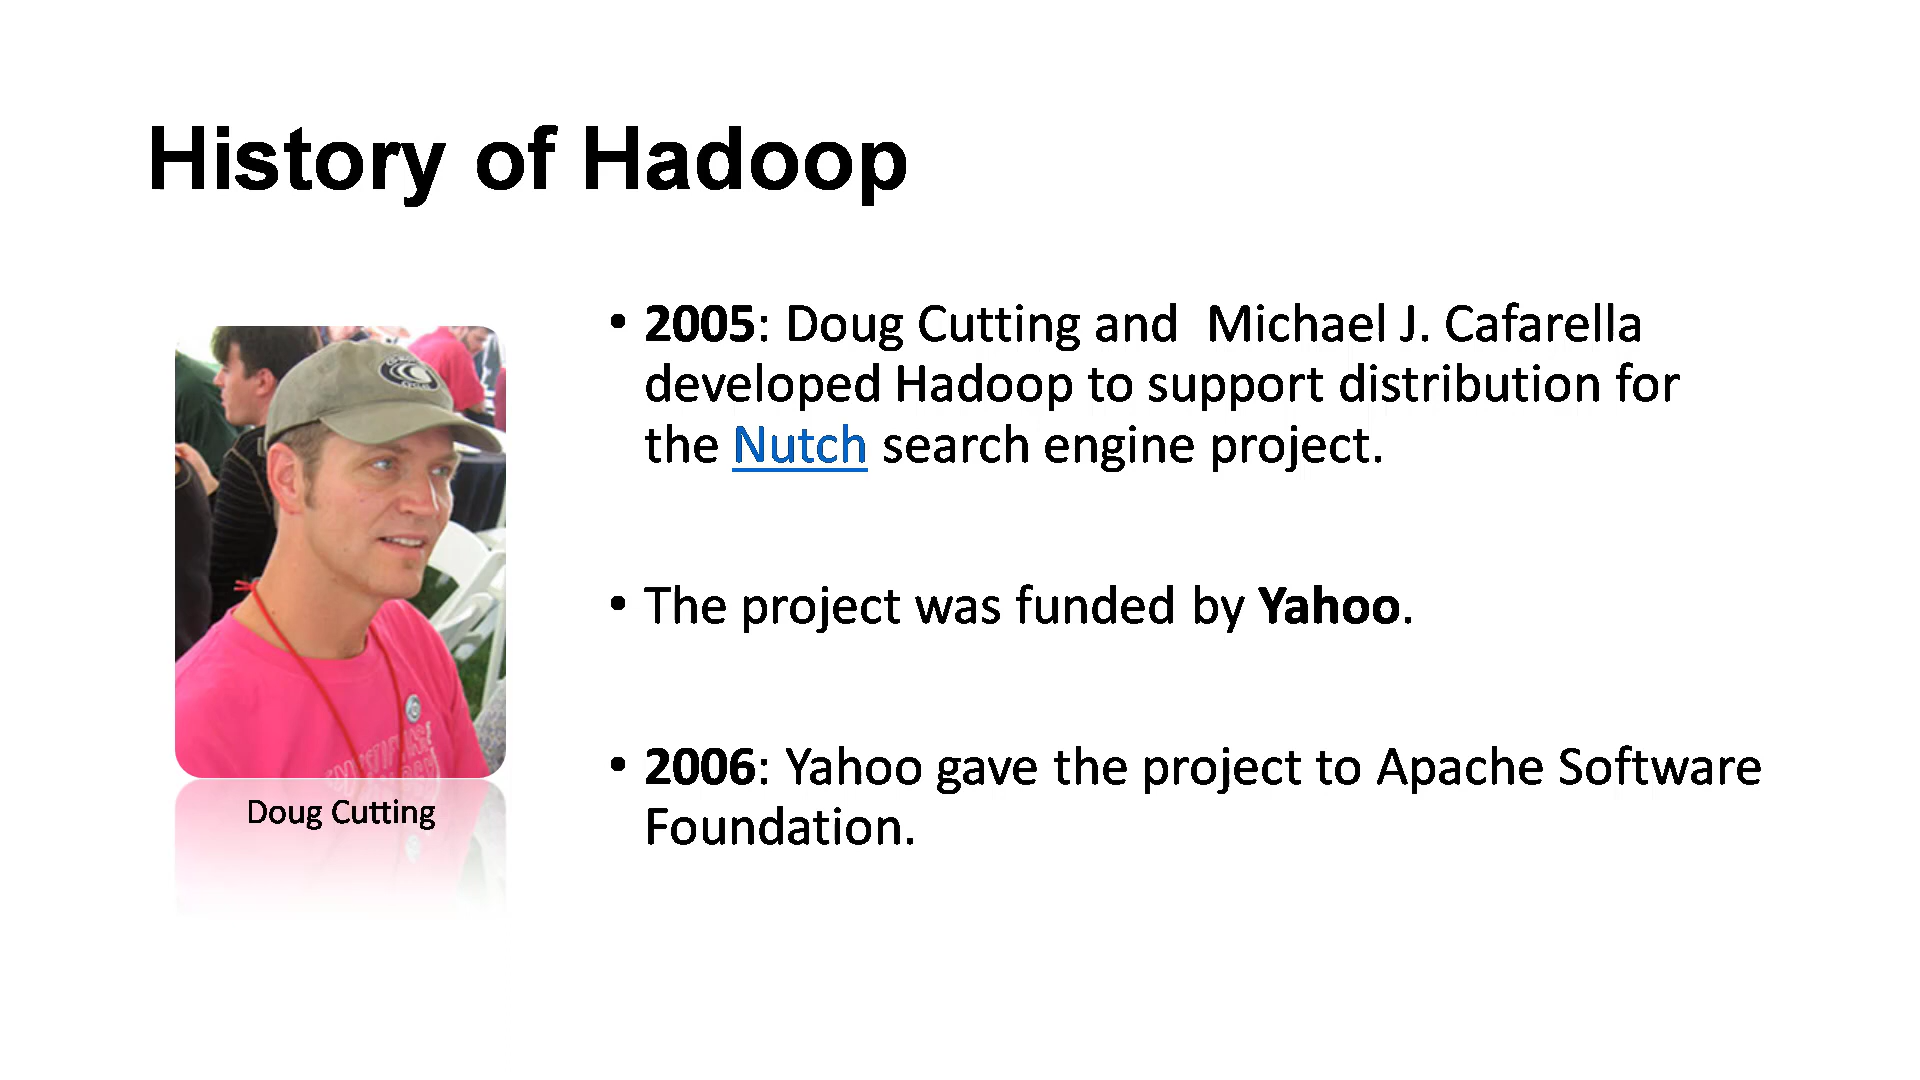 History of Hadoop
• 2005: Doug Cutting and  Michael J. Cafarella
developed Hadoop to support distribution for
the Nutch search engine project.
• The project was funded by Yahoo.
• 2006: Yahoo gave the project to Apache Software
Foundation.
Doug Cutting